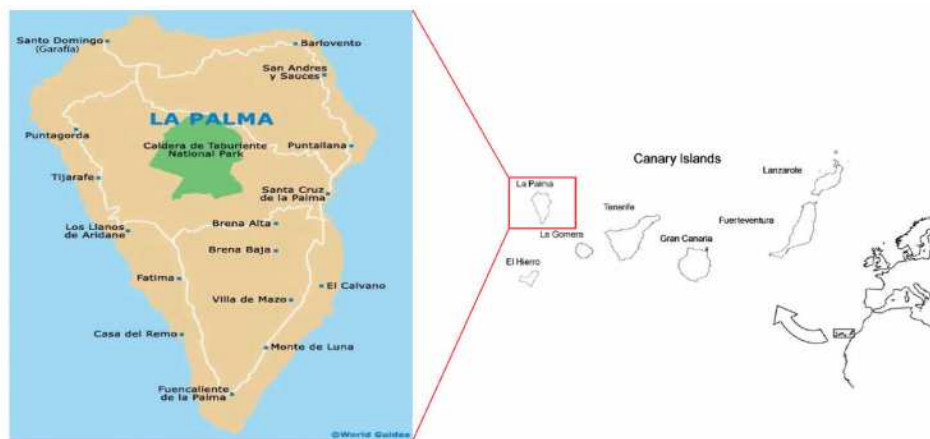 Santo Domingo
(Garafía)
Barlovento
San Andres
y Sauces
LA PALMA
Puntagorda
Caldera de Taburiente
National Park
Puntallana
Tijarafe
Santa Cruz
de la Palma
Los Llanos
de Aridane
Brena Alta
Brena Baja
Fatima
El Calvano
Villa de Mazo
Casa del Remo
Monte de Luna
Fuencaliente
de la Palma
©World Guides
Canary Islands
La Palma
Lanzarote
Tenerife
Fuerteventura
La Gomera
Gran Canaria
El Hierro